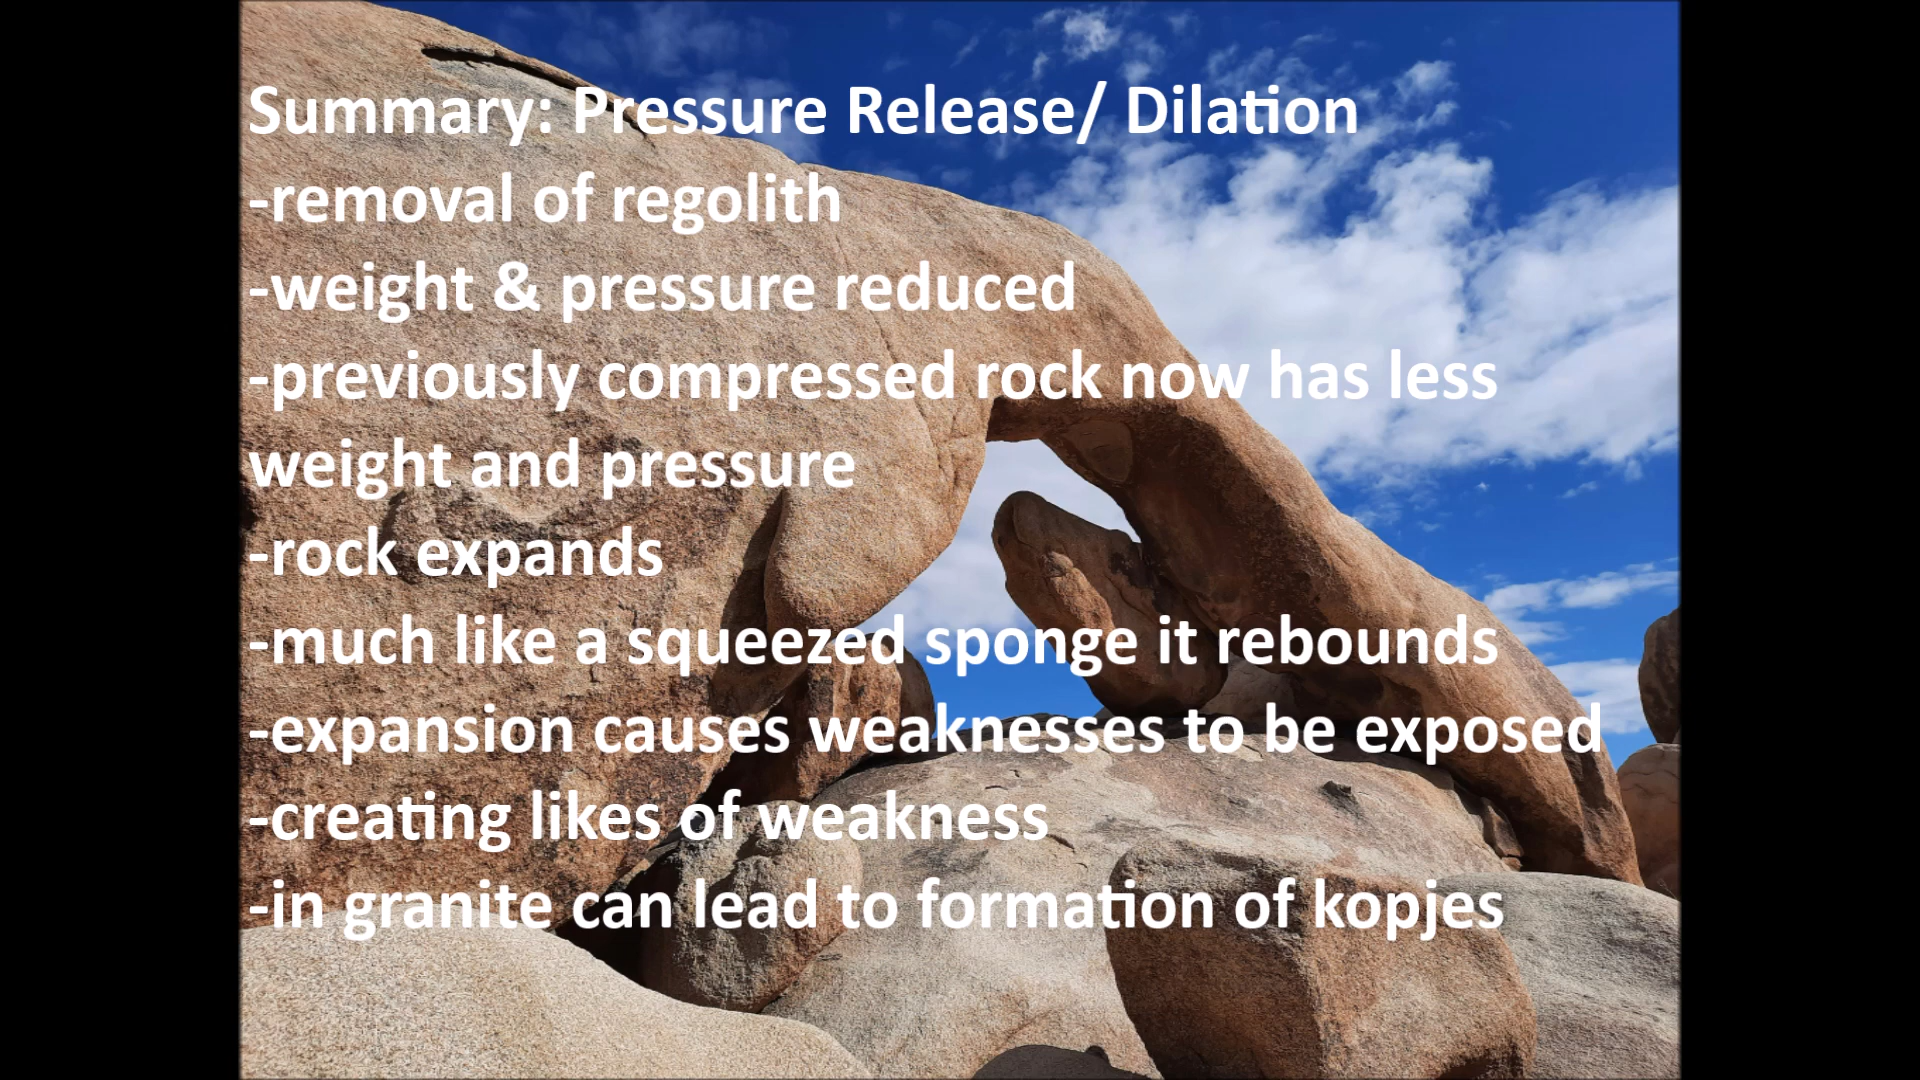 Summary: Pressure Release/ Dilation
-removal of regolith
-weight & pressure reduced
-previously compressed rock now has less
weight and pressure
-rock expands
-much like a squeezed sponge it rebounds
-expansion causes weaknesses to be exposed
-creating likes of weakness
-in granite can lead to formation of kopjes